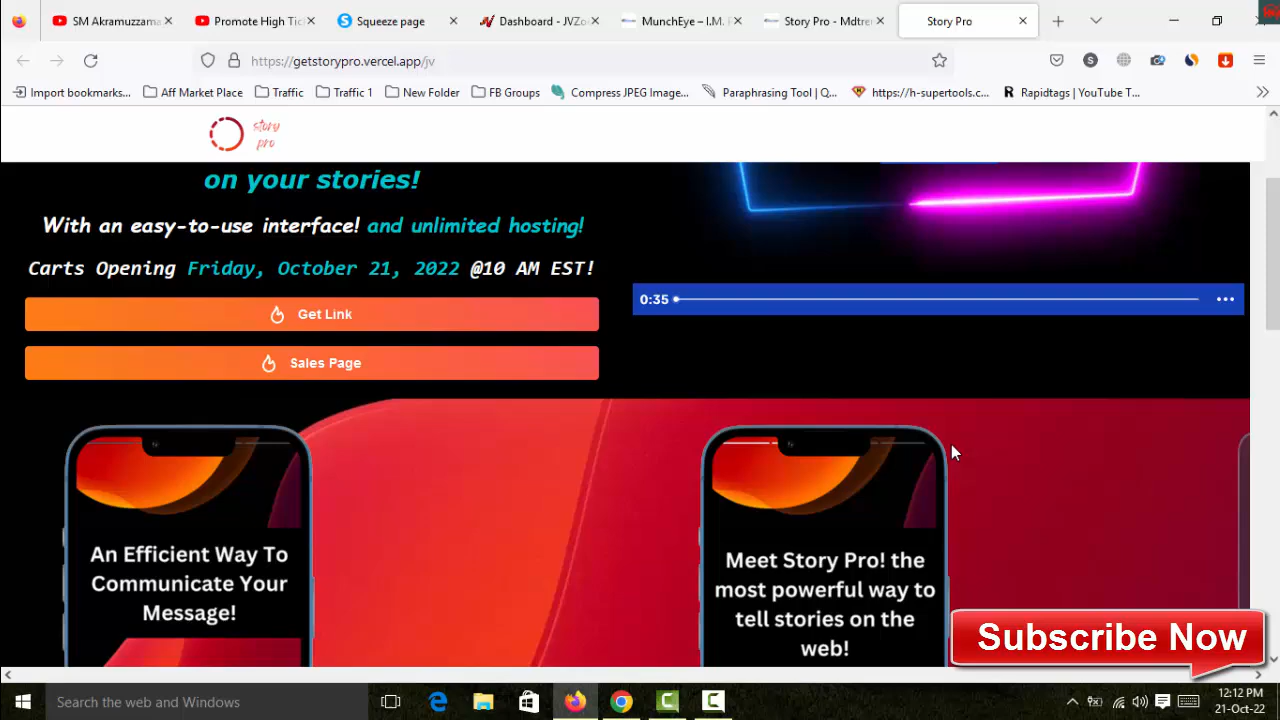 SM Akramuzzama
Promote High Tic
Squeeze page
Dashboard - JVZo
MunchEye – I.M.
Story Pro - Mdtre
Story Pro
https://getstorypro.vercel.app/jv
Import bookmarks...
Aff Market Place
Traffic
Traffic 1
New Folder
FB Groups
Compress JPEG Image...
Paraphrasing Tool | Q...
https://h-supertools.c...
Rapidtags | YouTube T...
story
pro
on your stories!
With an easy-to-use interface! and unlimited hosting!
Carts Opening Friday, October 21, 2022 @10 AM EST!
Get Link
0:35
Sales Page
An Efficient Way To
Communicate Your
Message!
Meet Story Pro! the
most powerful way to
tell stories on the
web!
Subscribe Now
Search the web and Windows
12:12 PM
21-Oct-22